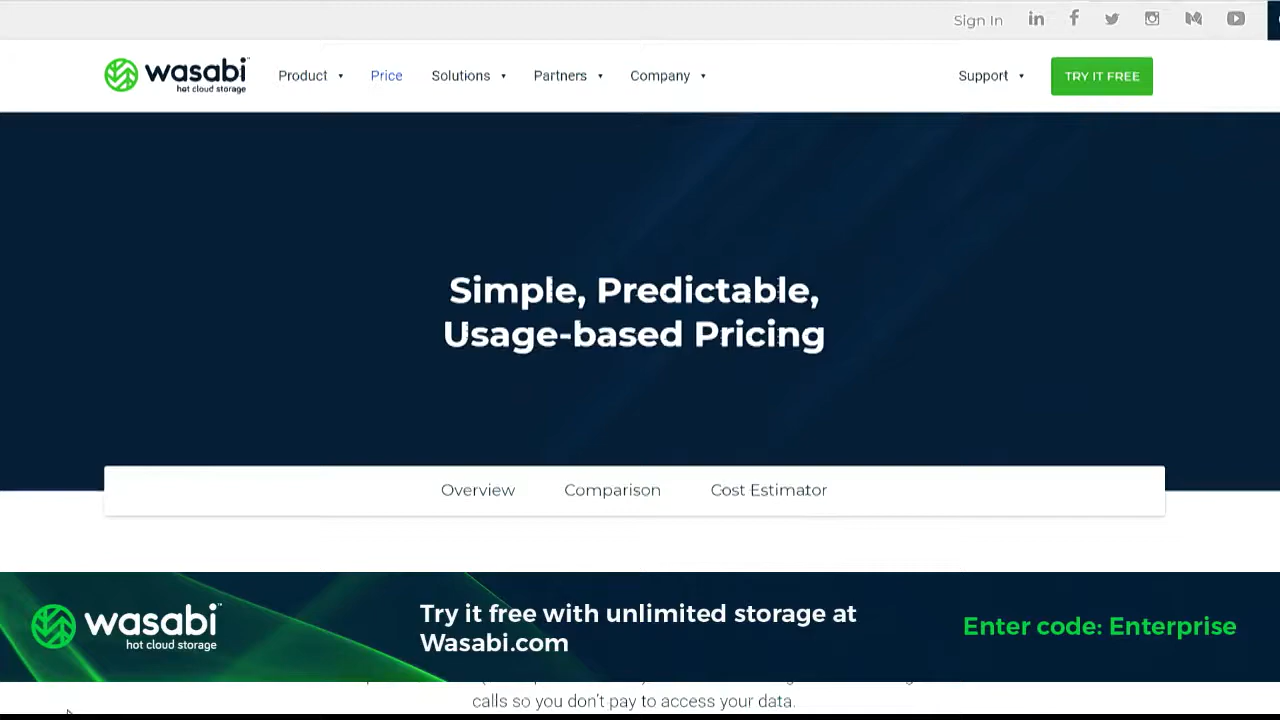 Sign In
wasabi
hot cloud storage
Product Price Solutions Partners Company Support TRY IT FREE
Simple, Predictable,
Usage-based Pricing
Overview Comparison Cost Estimator
wasabi
hot cloud storage
Try it free with unlimited storage at
Wasabi.com
Enter code: Enterprise
calls so you don't pay to access your data.